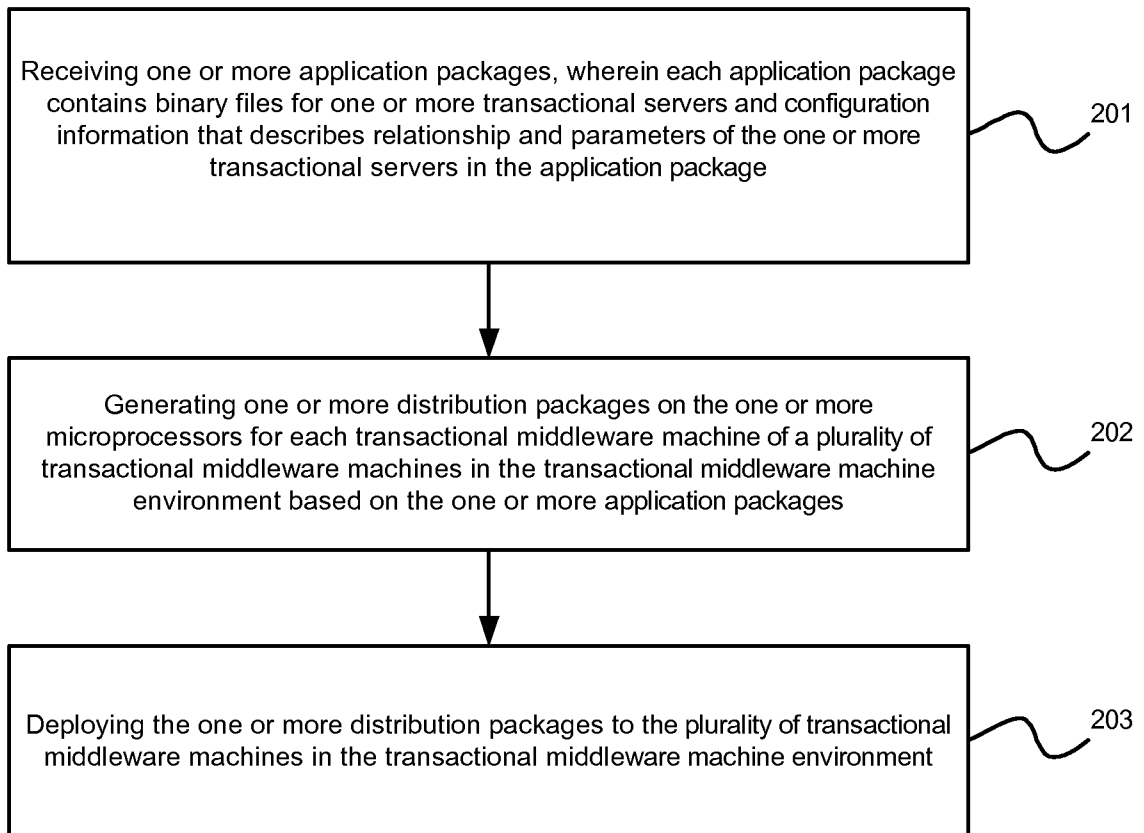 Receiving one or more application packages, wherein each application package
contains binary files for one or more transactional servers and configuration
information that describes relationship and parameters of the one or more
transactional servers in the application package
201
Generating one or more distribution packages on the one or more
microprocessors for each transactional middleware machine of a plurality of
transactional middleware machines in the transactional middleware machine
environment based on the one or more application packages
202
Deploying the one or more distribution packages to the plurality of transactional
middleware machines in the transactional middleware machine environment
203